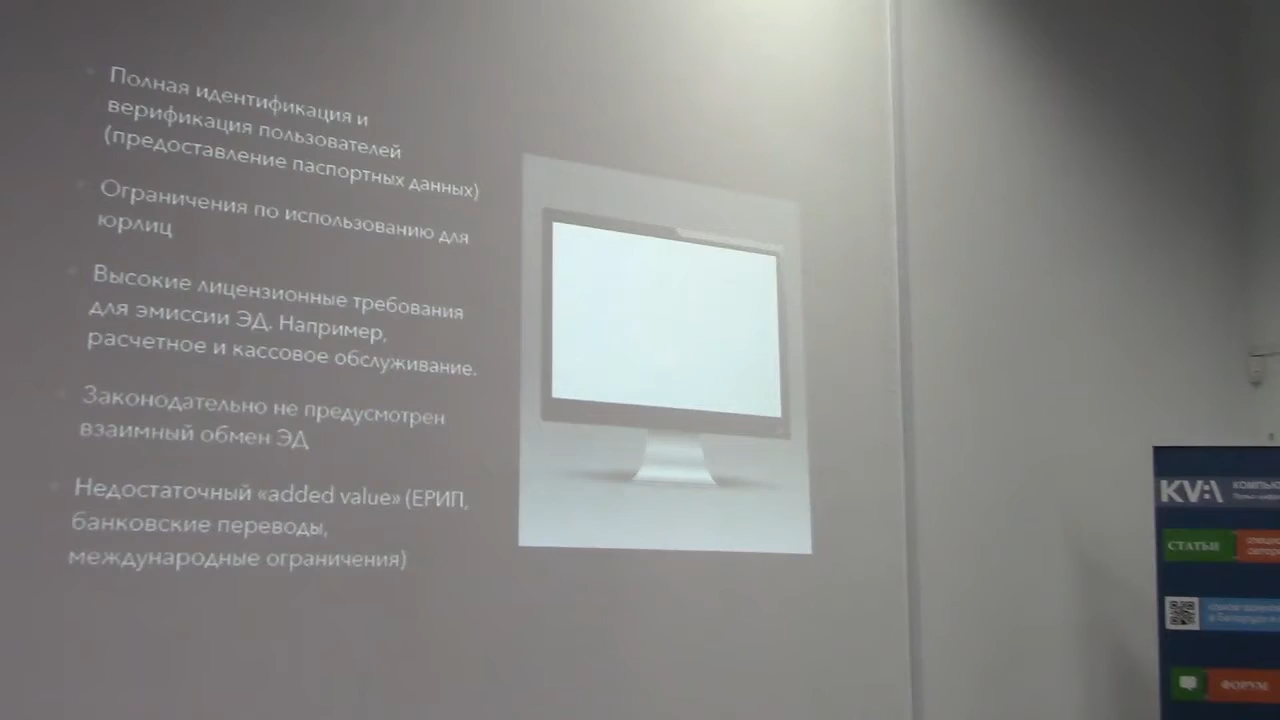 Полная идентификация и
верификация пользователей
(предоставление паспортных данных)
Ограничения по использованию для
юрлиц
Высокие лицензионные требования
для эмиссии ЭД. Например,
расчетное и кассовое обслуживание.
Законодательно не предусмотрен
взаимный обмен ЭД
Недостаточный «added value» (ЕРИП,
банковские переводы,
международные ограничения)
KV:\
СТАТЬИ
ФОРУМ